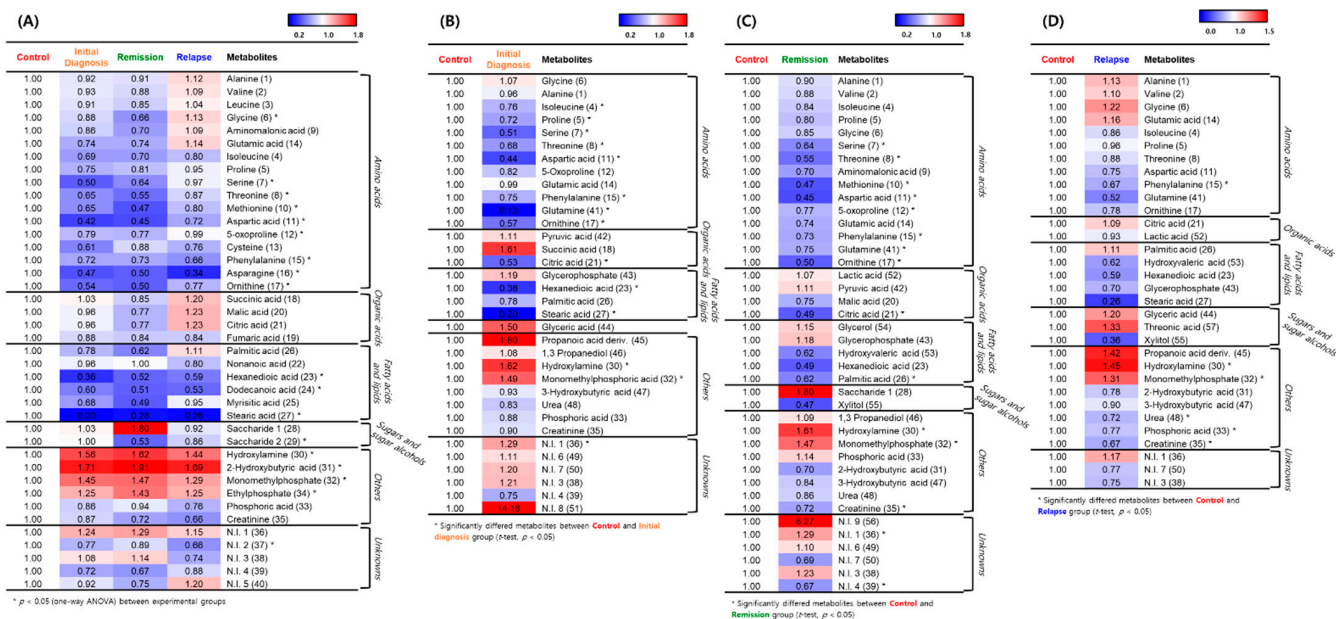 (A)
0.2 1.0 1.8
Control Initial Diagnosis Remission Relapse Metabolites
1.00 0.92 0.91 1.12 Alanine (1)
1.00 0.93 0.88 1.09 Valine (2)
1.00 0.91 0.85 1.04 Leucine (3)
1.00 0.88 0.66 1.13 Glycine (6) *
1.00 0.86 0.70 1.09 Aminomalonic acid (9)
1.00 0.74 0.74 1.14 Glutamic acid (14)
1.00 0.69 0.70 0.80 Isoleucine (4)
1.00 0.75 0.81 0.95 Proline (5)
1.00 0.50 0.64 0.97 Serine (7) *
1.00 0.65 0.55 0.87 Threonine (8) *
1.00 0.65 0.47 0.80 Methionine (10) *
1.00 0.42 0.45 0.72 Aspartic acid (11) *
1.00 0.79 0.77 0.99 5-oxoproline (12) *
1.00 0.61 0.88 0.76 Cysteine (13)
1.00 0.72 0.73 0.66 Phenylalanine (15) *
1.00 0.47 0.50 0.34 Asparagine (16) *
1.00 0.54 0.50 0.77 Ornithine (17) *
Amino acids
1.00 1.03 0.85 1.20 Succinic acid (18)
1.00 0.96 0.77 1.23 Malic acid (20)
1.00 0.96 0.77 1.23 Citric acid (21)
1.00 0.88 0.84 0.84 Fumaric acid (19)
Organic acids
1.00 0.78 0.62 1.11 Palmitic acid (26)
1.00 0.96 1.00 0.80 Nonanoic acid (22)
1.00 0.36 0.52 0.59 Hexanedioic acid (23) *
1.00 0.60 0.51 0.53 Dodecanoic acid (24) *
1.00 0.68 0.49 0.95 Myrisitic acid (25)
1.00 0.20 0.28 0.26 Stearic acid (27) *
Fatty acids and lipids
1.00 1.03 1.80 0.92 Saccharide 1 (28)
1.00 1.00 0.53 0.86 Saccharide 2 (29) *
Sugars and sugar alcohols
1.00 1.56 1.62 1.44 Hydroxylamine (30) *
1.00 1.71 1.91 1.69 2-Hydroxybutyric acid (31) *
1.00 1.45 1.47 1.29 Monomethylphosphate (32) *
1.00 1.25 1.43 1.25 Ethylphosphate (34) *
1.00 0.86 0.94 0.76 Phosphoric acid (33)
1.00 0.87 0.72 0.66 Creatinine (35)
Others
1.00 1.24 1.29 1.15 N.I. 1 (36)
1.00 0.77 0.89 0.66 N.I. 2 (37) *
1.00 1.08 1.14 0.74 N.I. 3 (38)
1.00 0.72 0.67 0.88 N.I. 4 (39)
1.00 0.92 0.75 1.20 N.I. 5 (40)
Unknowns
* p < 0.05 (one-way ANOVA) between experimental groups
(B)
0.2 1.0 1.8
Control Initial Diagnosis Metabolites
1.00 1.07 Glycine (6)
1.00 0.96 Alanine (1)
1.00 0.76 Isoleucine (4) *
1.00 0.72 Proline (5) *
1.00 0.51 Serine (7) *
1.00 0.68 Threonine (8) *
1.00 0.44 Aspartic acid (11) *
1.00 0.82 5-Oxoproline (12)
1.00 0.99 Glutamic acid (14)
1.00 0.75 Phenylalanine (15) *
1.00 Glutamine (41) *
1.00 0.57 Ornithine (17) *
Amino acids
1.00 1.11 Pyruvic acid (42)
1.00 1.61 Succinic acid (18)
1.00 0.53 Citric acid (21) *
Organic acids
1.00 1.19 Glycerophosphate (43)
1.00 0.38 Hexanedioic acid (23) *
1.00 0.78 Palmitic acid (26)
1.00 0.20 Stearic acid (27) *
Fatty acids and lipids
1.00 1.50 Glyceric acid (44)
1.00 1.80 Propanoic acid deriv. (45)
1.00 1.08 1,3 Propanediol (46)
1.00 1.62 Hydroxylamine (30) *
1.00 1.49 Monomethylphosphoric acid (32) *
1.00 0.93 3-Hydroxybutyric acid (47)
1.00 0.83 Urea (48)
1.00 0.88 Phosphoric acid (33)
1.00 0.90 Creatinine (35)
Others
1.00 1.29 N.I. 1 (36) *
1.00 1.11 N.I. 6 (49)
1.00 1.20 N.I. 7 (50)
1.00 1.21 N.I. 3 (38)
1.00 0.75 N.I. 4 (39)
1.00 14.18 N.I. 8 (51)
Unknowns
* Significantly differed metabolites between Control and Initial
diagnosis group (t-test, p < 0.05)
(C)
0.2 1.0 1.8
Control Remission Metabolites
1.00 0.90 Alanine (1)
1.00 0.88 Valine (2)
1.00 0.84 Isoleucine (4)
1.00 0.80 Proline (5)
1.00 0.85 Glycine (6)
1.00 0.64 Serine (7) *
1.00 0.55 Threonine (8) *
1.00 0.70 Aminomalonic acid (9)
1.00 0.47 Methionine (10) *
1.00 0.45 Aspartic acid (11) *
1.00 0.77 5-oxoproline (12) *
1.00 0.74 Glutamic acid (14)
1.00 0.73 Phenylalanine (15) *
1.00 0.75 Glutamine (41) *
1.00 0.50 Ornithine (17) *
Amino acids
1.00 1.07 Lactic acid (52)
1.00 1.11 Pyruvic acid (42)
1.00 0.75 Malic acid (20)
1.00 0.49 Citric acid (21) *
Organic acids
1.00 1.15 Glycerol (54)
1.00 1.18 Glycerophosphate (43)
1.00 0.62 Hydroxyvaleric acid (53)
1.00 0.49 Hexanedioic acid (23)
1.00 0.62 Palmitic acid (26) *
Fatty acids and lipids
1.00 1.80 Saccharide 1 (28)
1.00 0.47 Xylitol (55)
Sugars and sugar alcohols
1.00 1.09 1,3 Propanediol (46)
1.00 1.61 Hydroxylamine (30) *
1.00 1.47 Monomethylphosphate (32) *
1.00 1.14 Phosphoric acid (33)
1.00 0.70 2-Hydroxybutyric acid (31)
1.00 0.84 3-Hydroxybutyric acid (47)
1.00 0.86 Urea (48)
1.00 0.72 Creatinine (35) *
Others
1.00 6.27 N.I. 9 (56)
1.00 1.29 N.I. 1 (36) *
1.00 1.10 N.I. 6 (49)
1.00 0.69 N.I. 7 (50)
1.00 1.23 N.I. 3 (38)
1.00 0.67 N.I. 4 (39) *
Unknowns
* Significantly differed metabolites between Control and
Remission group (t-test, p < 0.05)
(D)
0.2 1.0 1.5
Control Relapse Metabolites
1.00 1.13 Alanine (1)
1.00 1.10 Valine (2)
1.00 1.22 Glycine (6)
1.00 1.16 Glutamic acid (14)
1.00 0.86 Isoleucine (4)
1.00 0.96 Proline (5)
1.00 0.88 Threonine (8)
1.00 0.75 Aspartic acid (11)
1.00 0.67 Phenylalanine (15) *
1.00 0.52 Glutamine (41)
1.00 0.78 Ornithine (17)
Amino acids
1.00 1.09 Citric acid (21)
1.00 0.93 Lactic acid (52)
Organic acids
1.00 1.11 Palmitic acid (26)
1.00 0.62 Hydroxyvaleric acid (53)
1.00 0.59 Hexanedioic acid (23)
1.00 0.70 Glycerophosphate (43)
1.00 0.26 Stearic acid (27)
Fatty acids and lipids
1.00 1.20 Glyceric acid (44)
1.00 1.33 Threonic acid (57)
1.00 0.36 Xylitol (55)
Sugars and sugar alcohols
1.00 1.42 Propanoic acid deriv. (45)
1.00 1.45 Hydroxylamine (30) *
1.00 1.31 Monomethylphosphate (32) *
1.00 0.78 2-Hydroxybutyric acid (31)
1.00 0.90 3-Hydroxybutyric acid (47)
1.00 0.72 Urea (48) *
1.00 0.77 Phosphoric acid (33) *
1.00 0.67 Creatinine (35) *
Others
1.00 1.17 N.I. 1 (36)
1.00 0.77 N.I. 7 (50)
1.00 0.75 N.I. 3 (38)
Unknowns
* Significantly differed metabolites between Control and
Relapse group (t-test, p < 0.05)